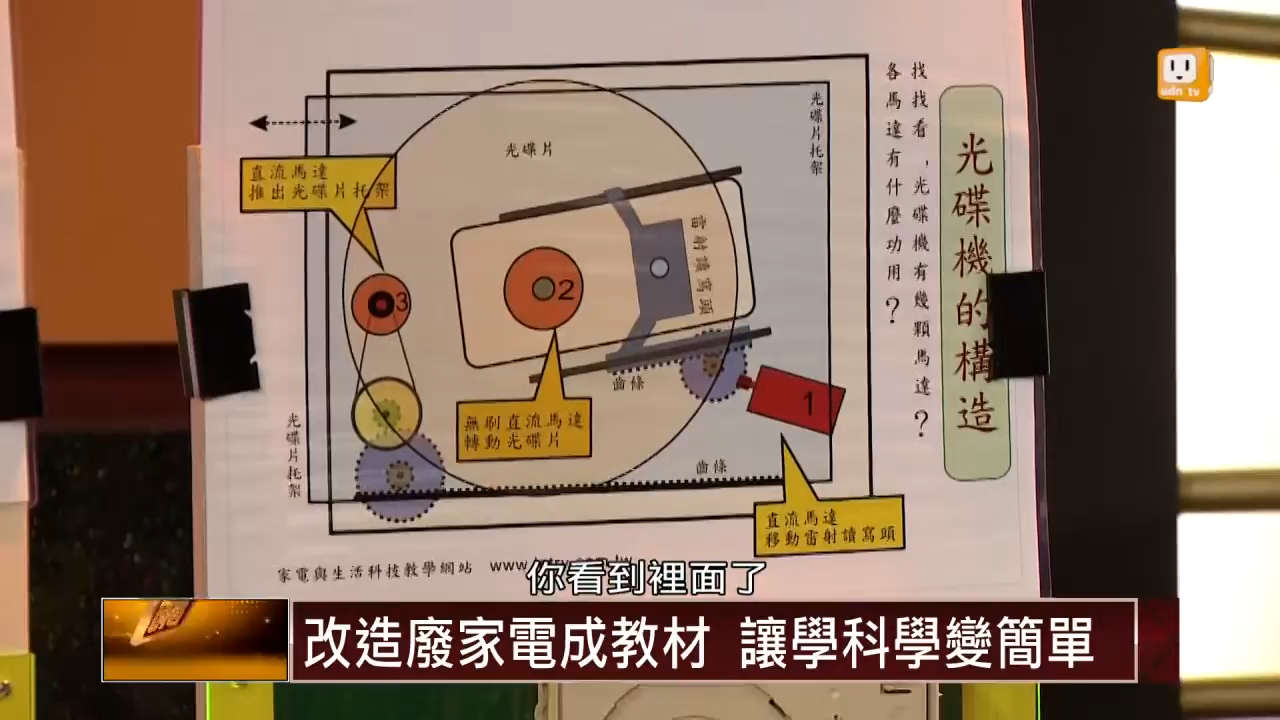 光碟機的構造
找找看，光碟機有幾顆馬達？
各馬達有什麼功用？
光碟片托架
光碟片
直流馬達
推出光碟片托架
雷射讀寫頭
3
2
1
齒條
無刷直流馬達
轉動光碟片
光碟片托架
齒條
直流馬達
移動雷射讀寫頭
家電與生活科技教學網站 www.
你看到裡面了
改造廢家電成教材 讓學科學變簡單
udn tv